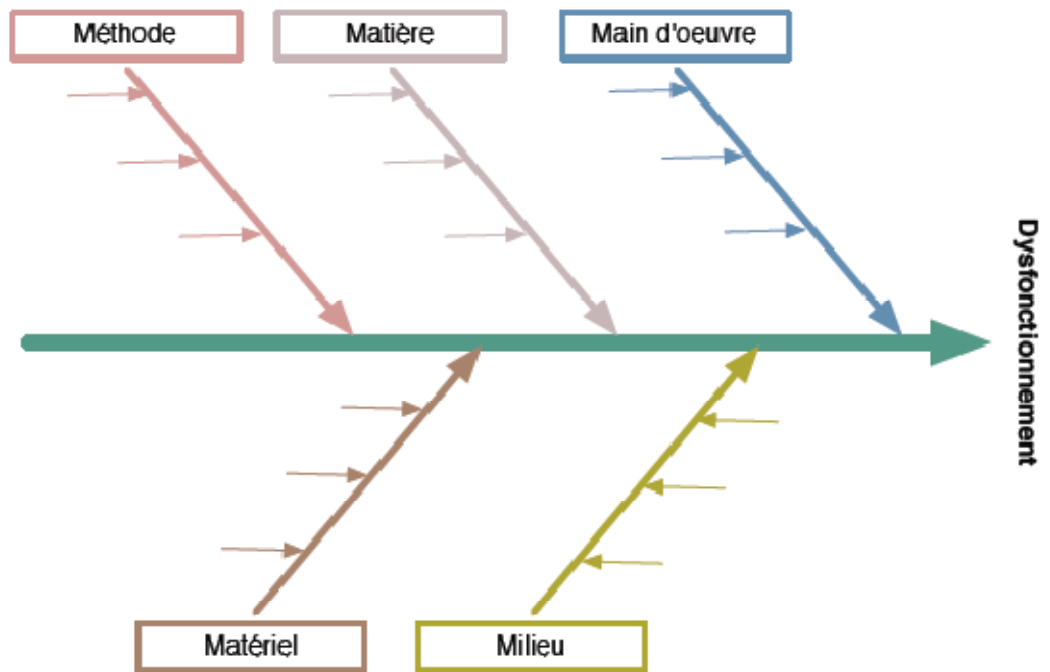 Méthode
Matière
Main d'oeuvre
Dysfonctionnement
Matériel
Milieu